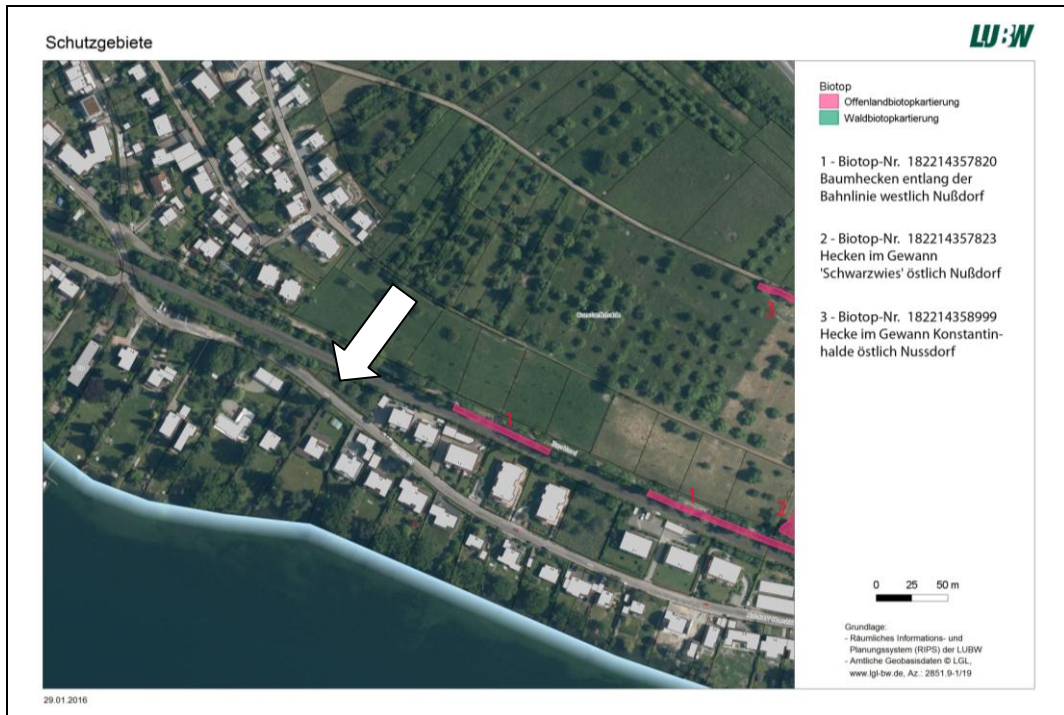 Schutzgebiete
LUBW
Biotop
Offenlandbiotopkartierung
Waldbiotopkartierung
1 - Biotop-Nr. 182214357820
Baumhecken entlang der
Bahnlinie westlich Nußdorf
2 - Biotop-Nr. 182214357823
Hecken im Gewann
'Schwarzwies' östlich Nußdorf
3 - Biotop-Nr. 182214358999
Hecke im Gewann Konstantin-
halde östlich Nussdorf
3
1
1
2
0 25 50 m
Grundlage:
- Räumliches Informations- und
Planungssystem (RIPS) der LUBW
- Amtliche Geobasisdaten © LGL,
www.lgl-bw.de, Az.: 2851.9-1/19
29.01.2016